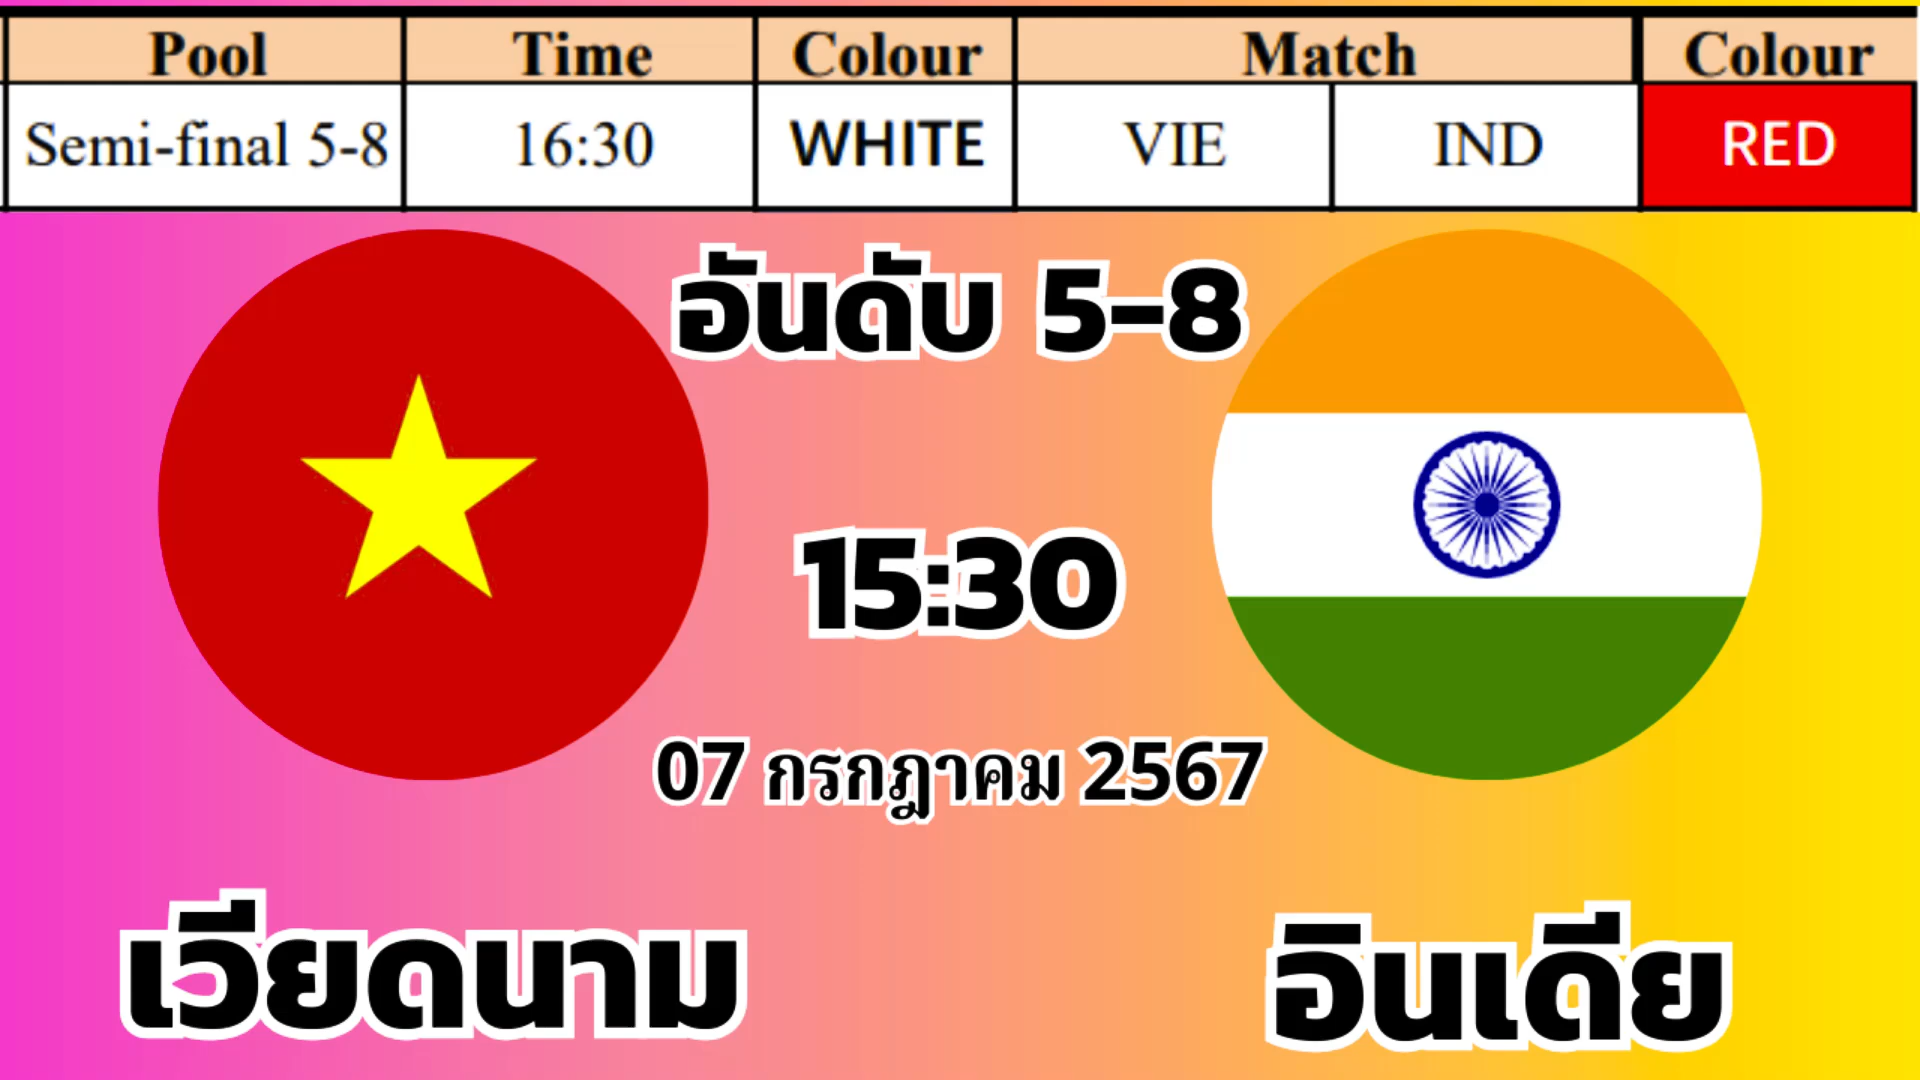 Pool Time Colour Match Colour
Semi-final 5-8 16:30 WHITE VIE IND RED
อันดับ 5-8
15:30
07 กรกฎาคม 2567
เวียดนาม อินเดีย